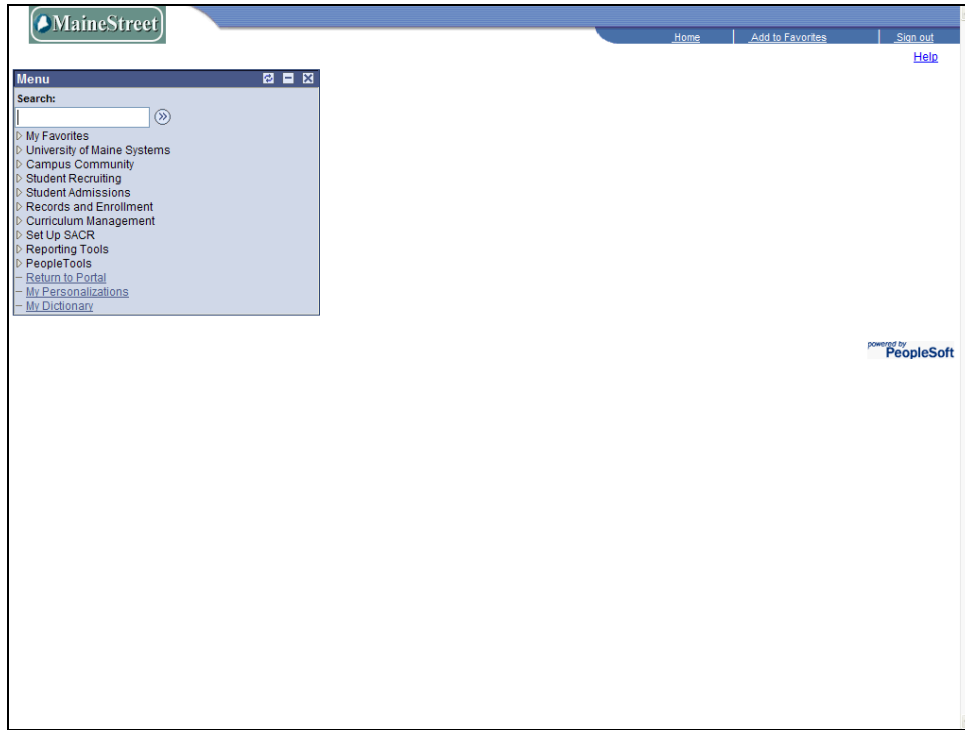 MaineStreet
Home Add to Favorites Sign out
Help
Menu
Search:
My Favorites
University of Maine Systems
Campus Community
Student Recruiting
Student Admissions
Records and Enrollment
Curriculum Management
Set Up SACR
Reporting Tools
PeopleTools
Return to Portal
My Personalizations
My Dictionary
powered by
PeopleSoft